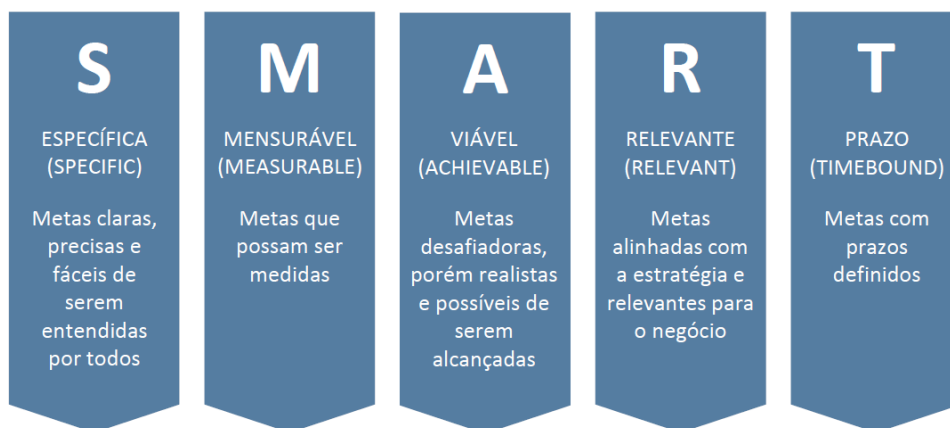 S
ESPECÍFICA
(SPECIFIC)
Metas claras,
precisas e
fáceis de
serem
entendidas
por todos
M
MENSURÁVEL
(MEASURABLE)
Metas que
possam ser
medidas
A
VIÁVEL
(ACHIEVABLE)
Metas
desafiadoras,
porém realistas
e possíveis de
serem
alcançadas
R
RELEVANTE
(RELEVANT)
Metas
alinhadas com
a estratégia e
relevantes para
o negócio
T
PRAZO
(TIMEBOUND)
Metas com
prazos
definidos